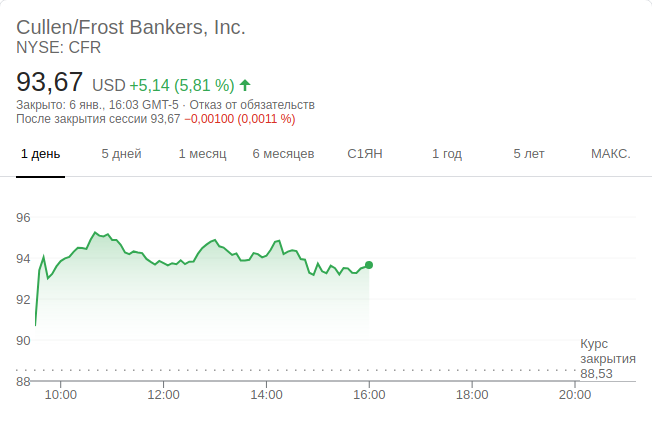 Cullen/Frost Bankers, Inc.
NYSE: CFR
93,67 USD +5,14 (5,81 %) ↑
Закрыто: 6 янв., 16:03 GMT-5 · Отказ от обязательств
После закрытия сессии 93,67 −0,00100 (0,0011 %)
1 день 5 дней 1 месяц 6 месяцев С1ЯН 1 год 5 лет МАКС.
96
94
92
90
88
Курс
закрытия
88,53
10:00 12:00 14:00 16:00 18:00 20:00